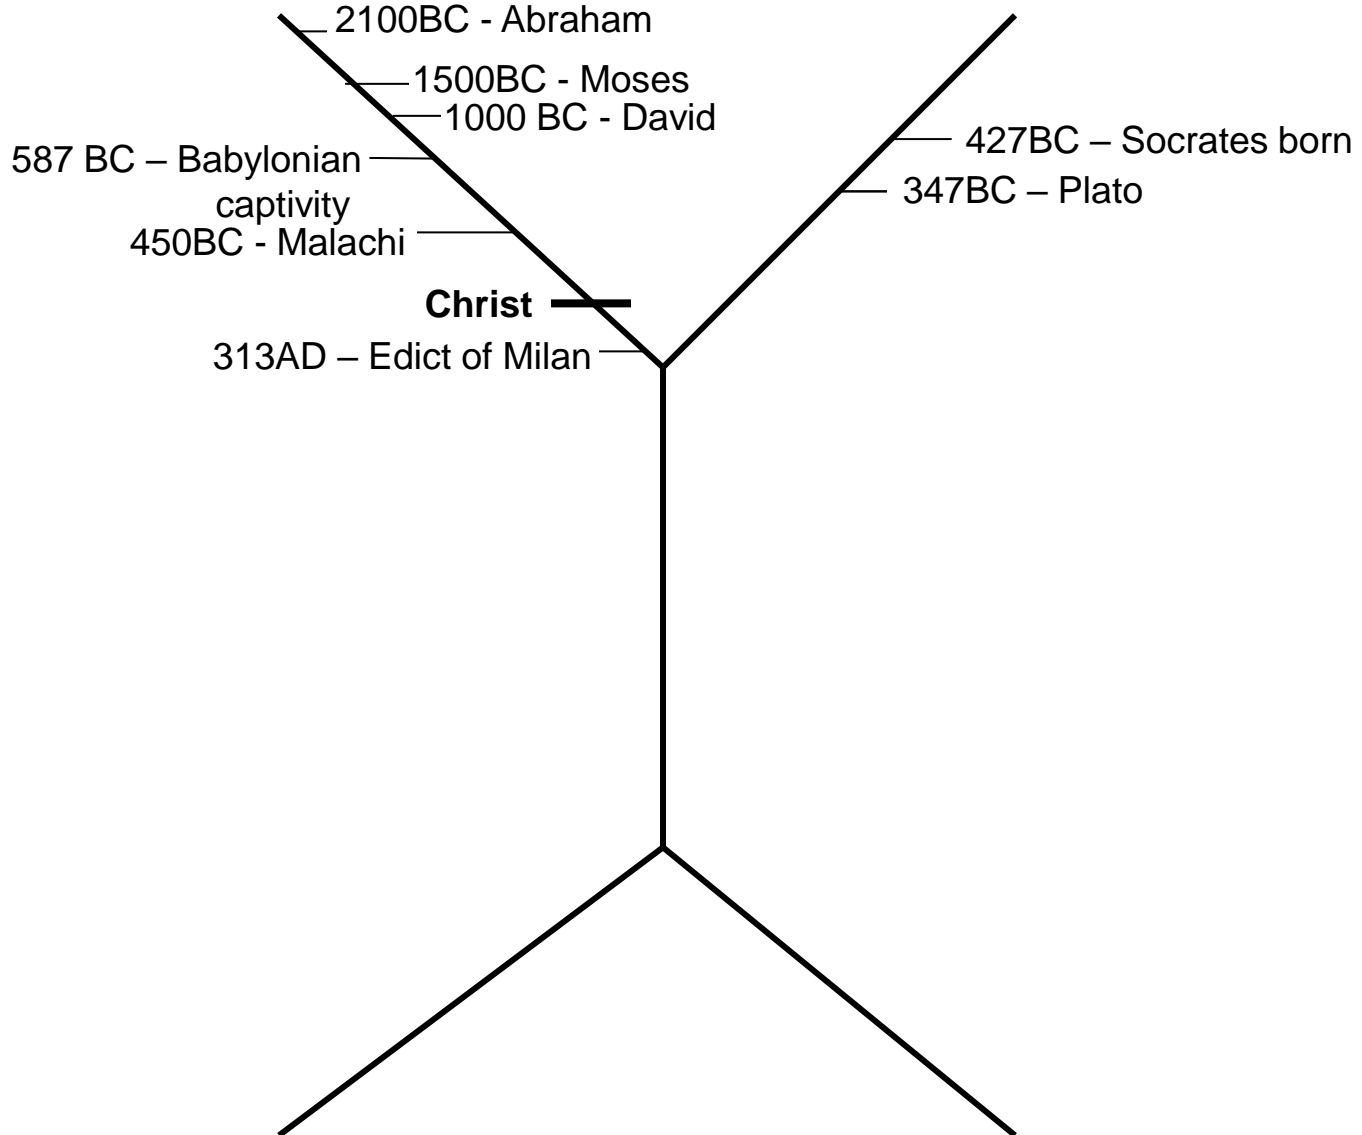 2100BC - Abraham
1500BC - Moses
1000 BC - David
427BC – Socrates born
587 BC – Babylonian
captivity
347BC – Plato
450BC - Malachi
Christ
313AD – Edict of Milan